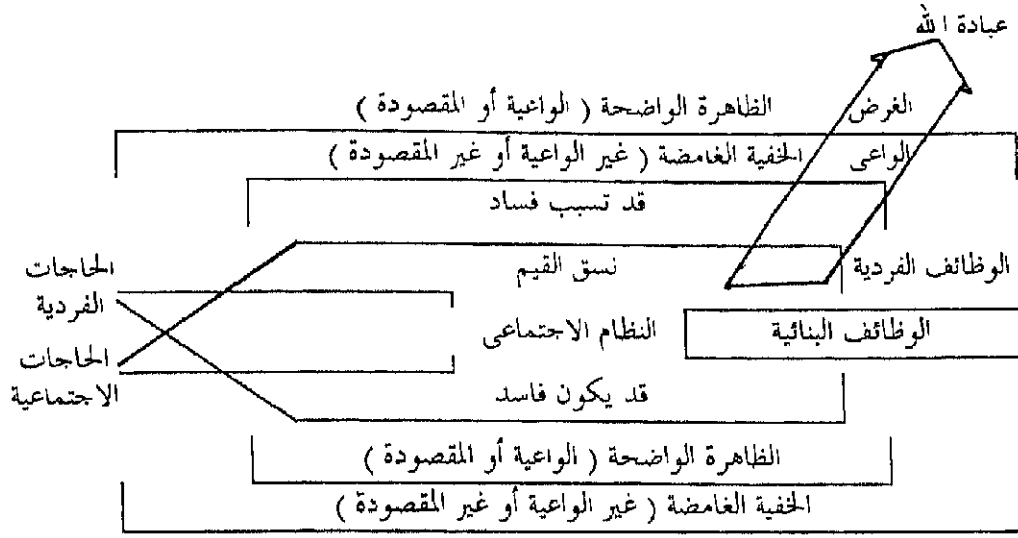 عبادة الله
الغرض الظاهرة الواضحة ( الواعية أو المقصودة )
الواعى الخفية الغامضة ( غير الواعية أو غير المقصودة )
قد تسبب فساد
الوظائف الفردية نسق القيم الحاجات
الفردية
الوظائف البنائية النظام الاجتماعى الحاجات
الاجتماعية
قد يكون فاسد
الظاهرة الواضحة ( الواعية أو المقصودة )
الخفية الغامضة ( غير الواعية أو غير المقصودة )